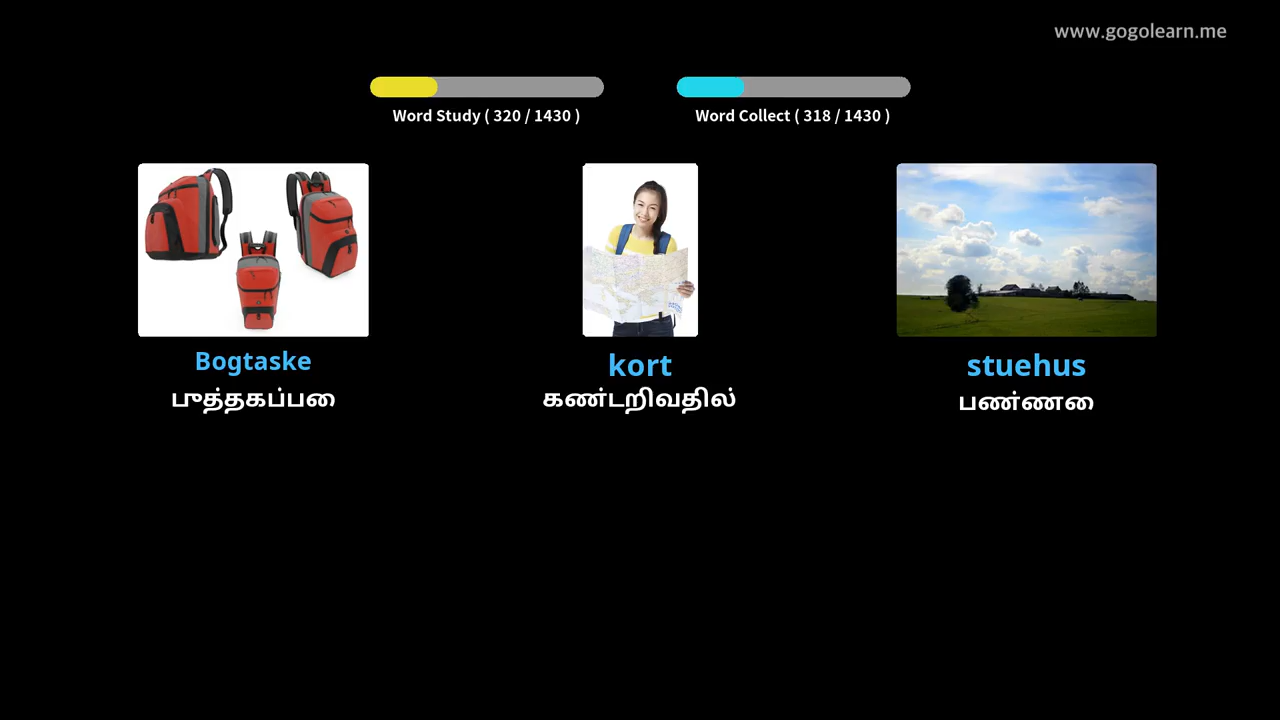 www.gogolearn.me
Word Study ( 320 / 1430 )
Word Collect ( 318 / 1430 )
Bogtaske
kort
stuehus
புத்தகப்பை
கண்டறிவதில்
பண்ணை